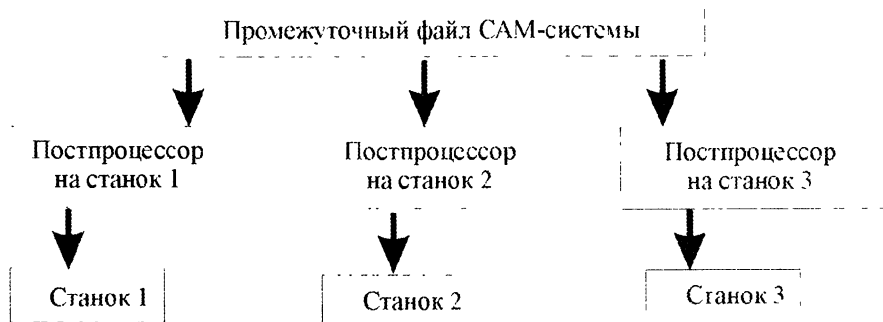 Промежуточный файл САМ-системы
Постпроцессор
на станок 1
Постпроцессор
на станок 2
Постпроцессор
на станок 3
Станок 1
Станок 2
Станок 3